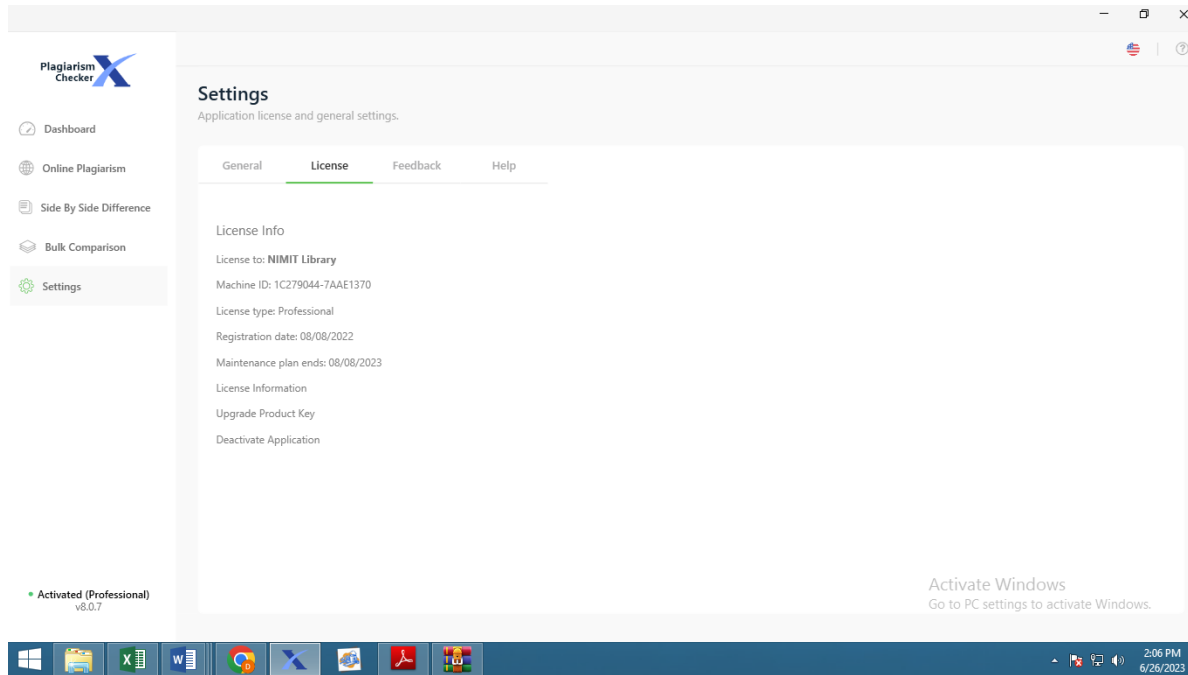 Plagiarism
Checker
Dashboard
Online Plagiarism
Side By Side Difference
Bulk Comparison
Settings
Activated (Professional)
v8.0.7
Settings
Application license and general settings.
General License Feedback Help
License Info
License to: NIMIT Library
Machine ID: 1C279044-7AAE1370
License type: Professional
Registration date: 08/08/2022
Maintenance plan ends: 08/08/2023
License Information
Upgrade Product Key
Deactivate Application
Activate Windows
Go to PC settings to activate Windows.
2:06 PM
6/26/2023